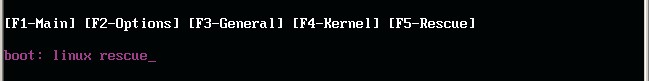 [F1-Main] [F2-Options] [F3-General] [F4-Kernel] [F5-Rescue]
boot: linux rescue_